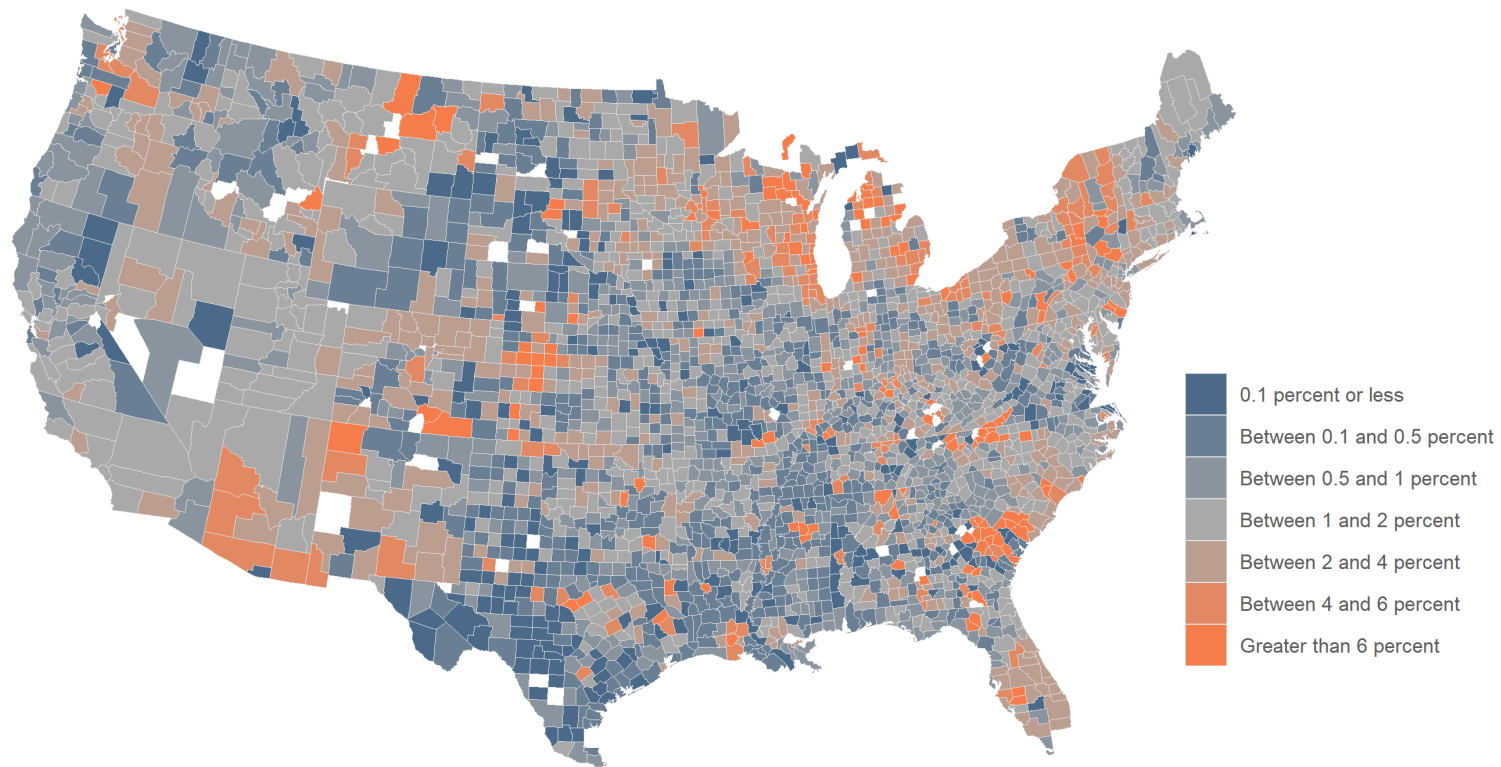 0.1 percent or less
Between 0.1 and 0.5 percent
Between 0.5 and 1 percent
Between 1 and 2 percent
Between 2 and 4 percent
Between 4 and 6 percent
Greater than 6 percent